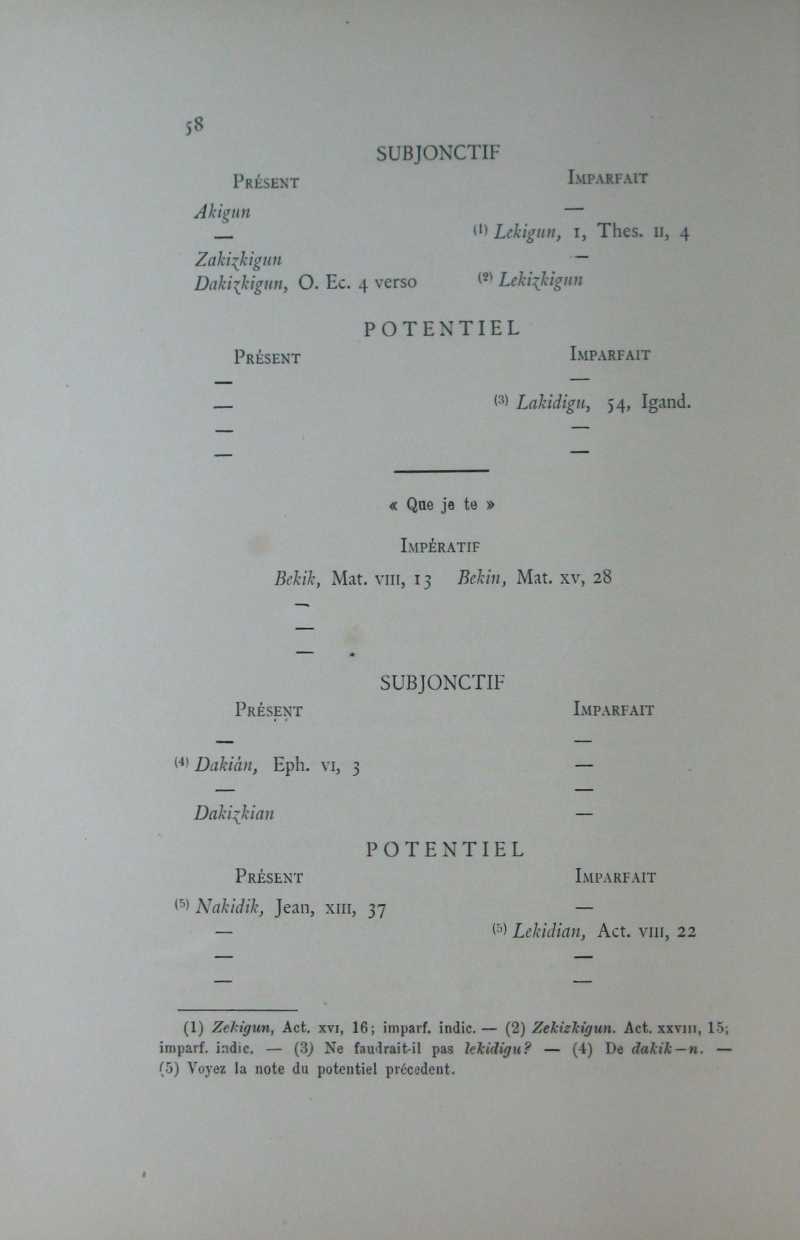 58
SUBJONCTIF
PRÉSENT IMPARFAIT
Akigun —
— (1) Lekigun, I, Thes. II, 4
Zakizkigun —
Dakizkigun, O. Ec. 4 verso (2) Lekizkigun
POTENTIEL
PRÉSENT IMPARFAIT
— —
— (3) Lakidigu, 54, Igand.
— —
— —
« Que je te »
IMPÉRATIF
Bekik, Mat. VIII, 13 Bekin, Mat. XV, 28
—
—
—
SUBJONCTIF
PRÉSENT IMPARFAIT
— —
(4) Dakián, Eph. VI, 3 —
— —
Dakizkian —
POTENTIEL
PRÉSENT IMPARFAIT
(5) Nakidik, Jean, XIII, 37 —
— (5) Lekidian, Act. VIII, 22
— —
— —
(1) Zekigun, Act. XVI, 16; imparf. indic. — (2) Zekizkigun. Act. XXVIII, 15;
imparf. indic. — (3) Ne faudrait-il pas lekidigu? — (4) De dakik—n. —
(5) Voyez la note du potentiel précedent.